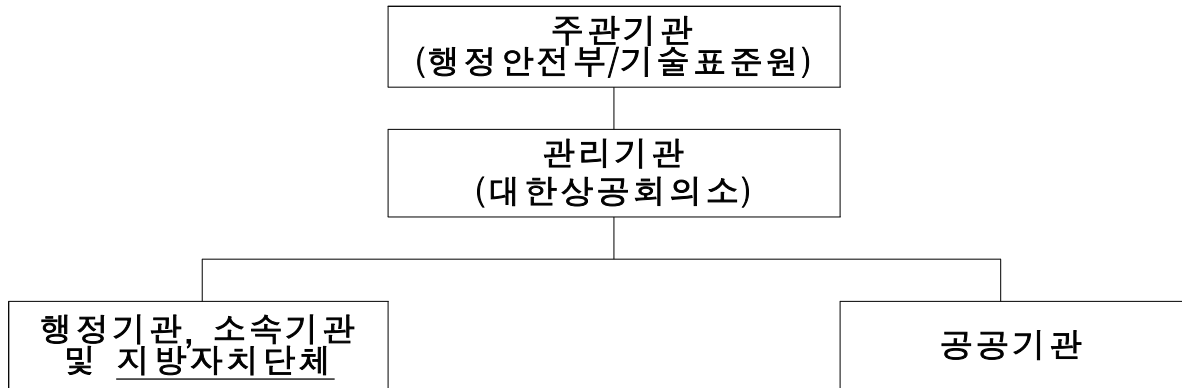 주관기관
(행정안전부/기술표준원)
관리기관
(대한상공회의소)
행정기관, 소속기관
및 지방자치단체
공공기관